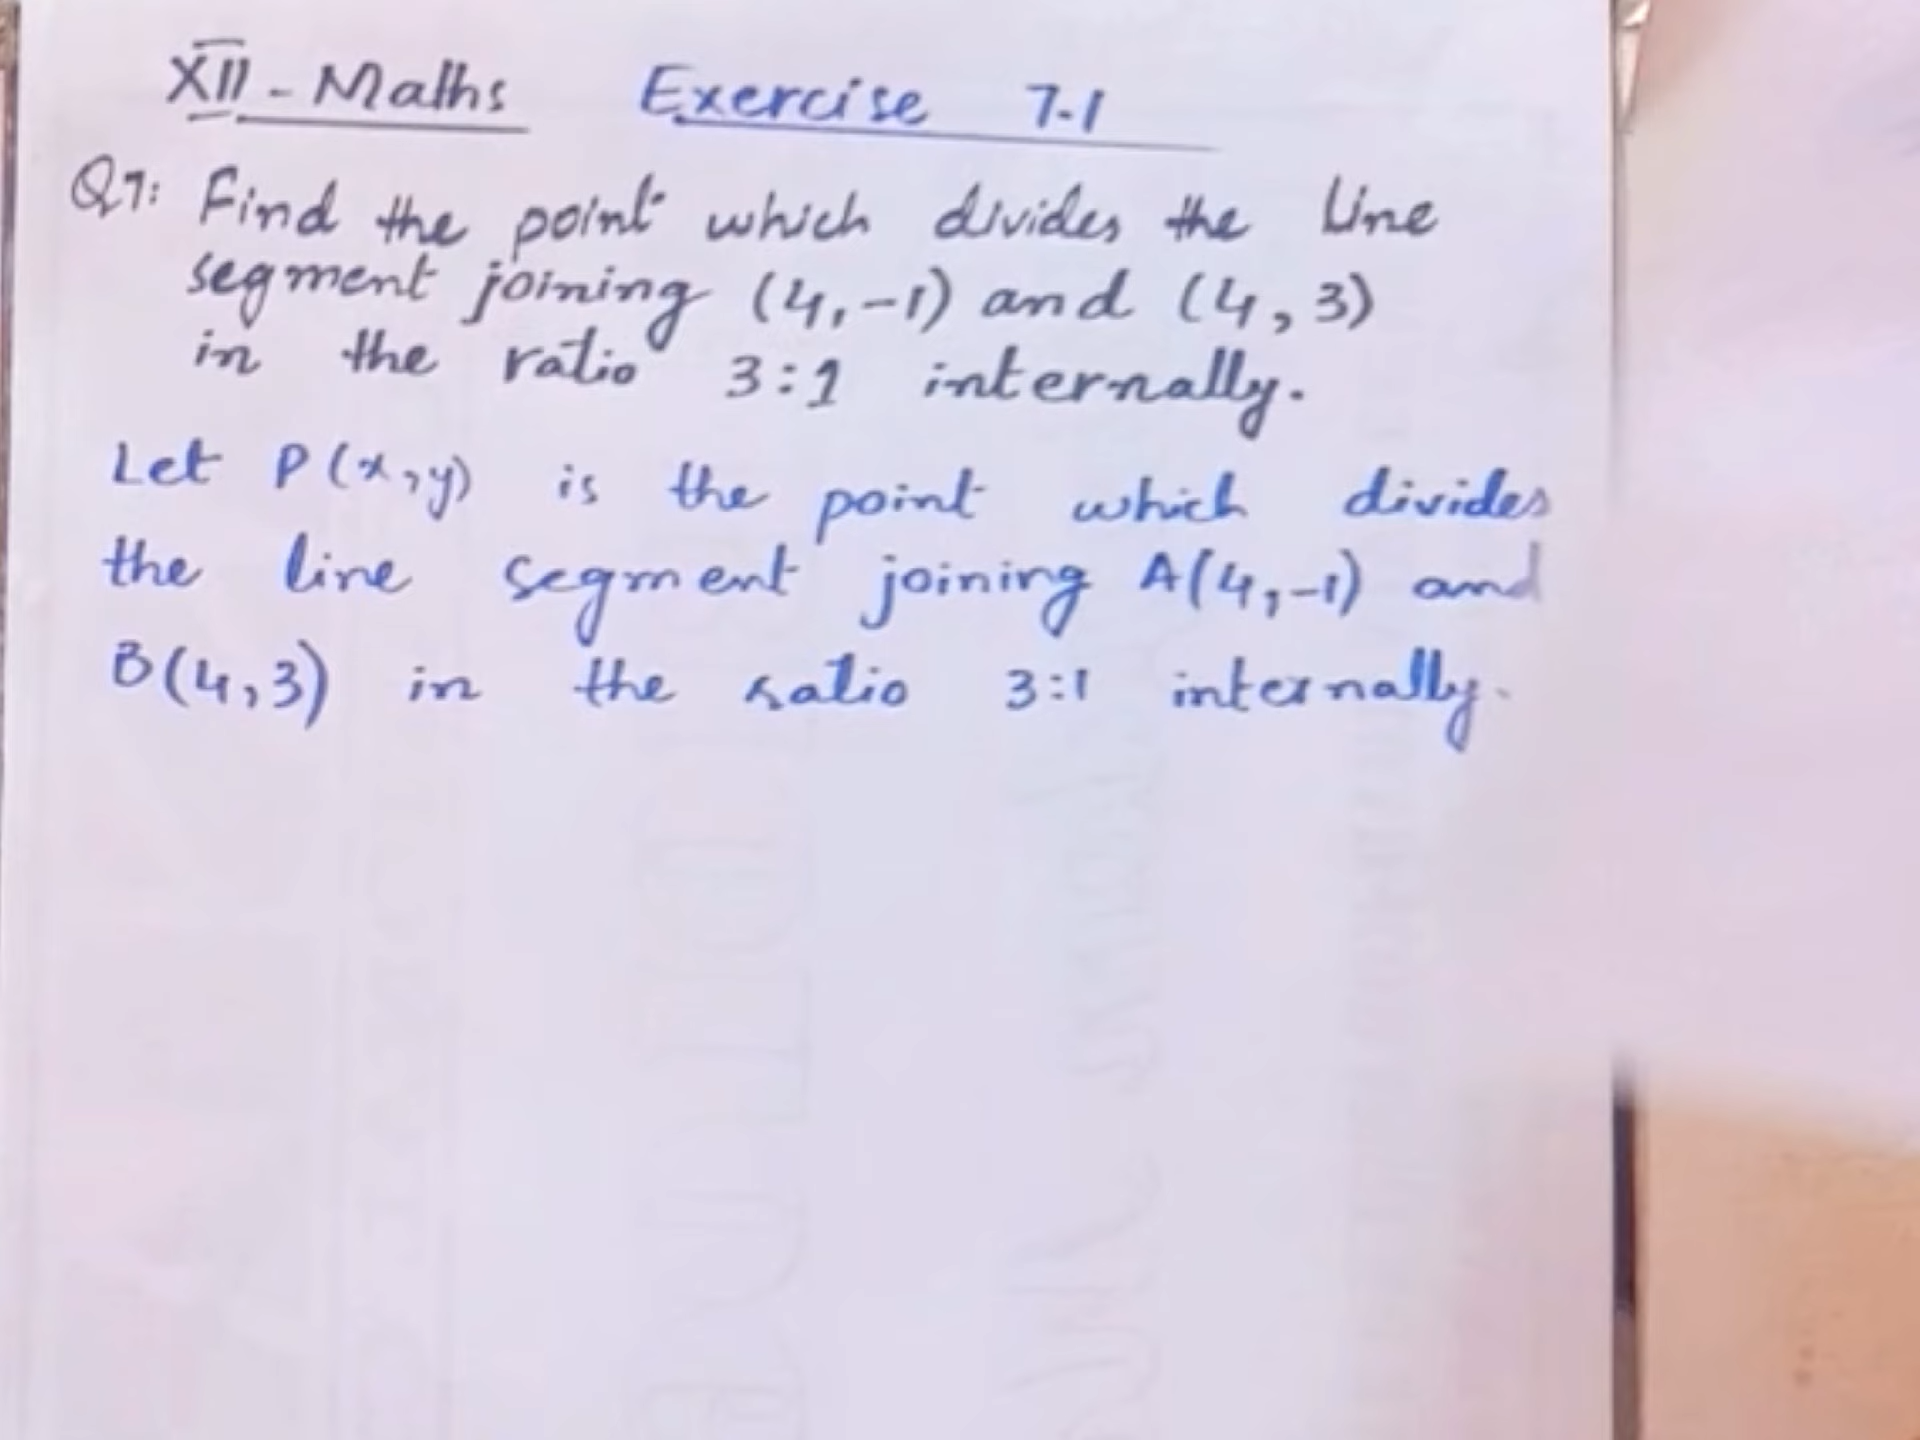 XII - Maths Exercise 7.1
Q7: Find the point which divides the line
segment joining (4,-1) and (4,3)
in the ratio 3:1 internally.
Let P(x,y) is the point which divides
the line segment joining A(4,-1) and
B(4,3) in the ratio 3:1 internally.